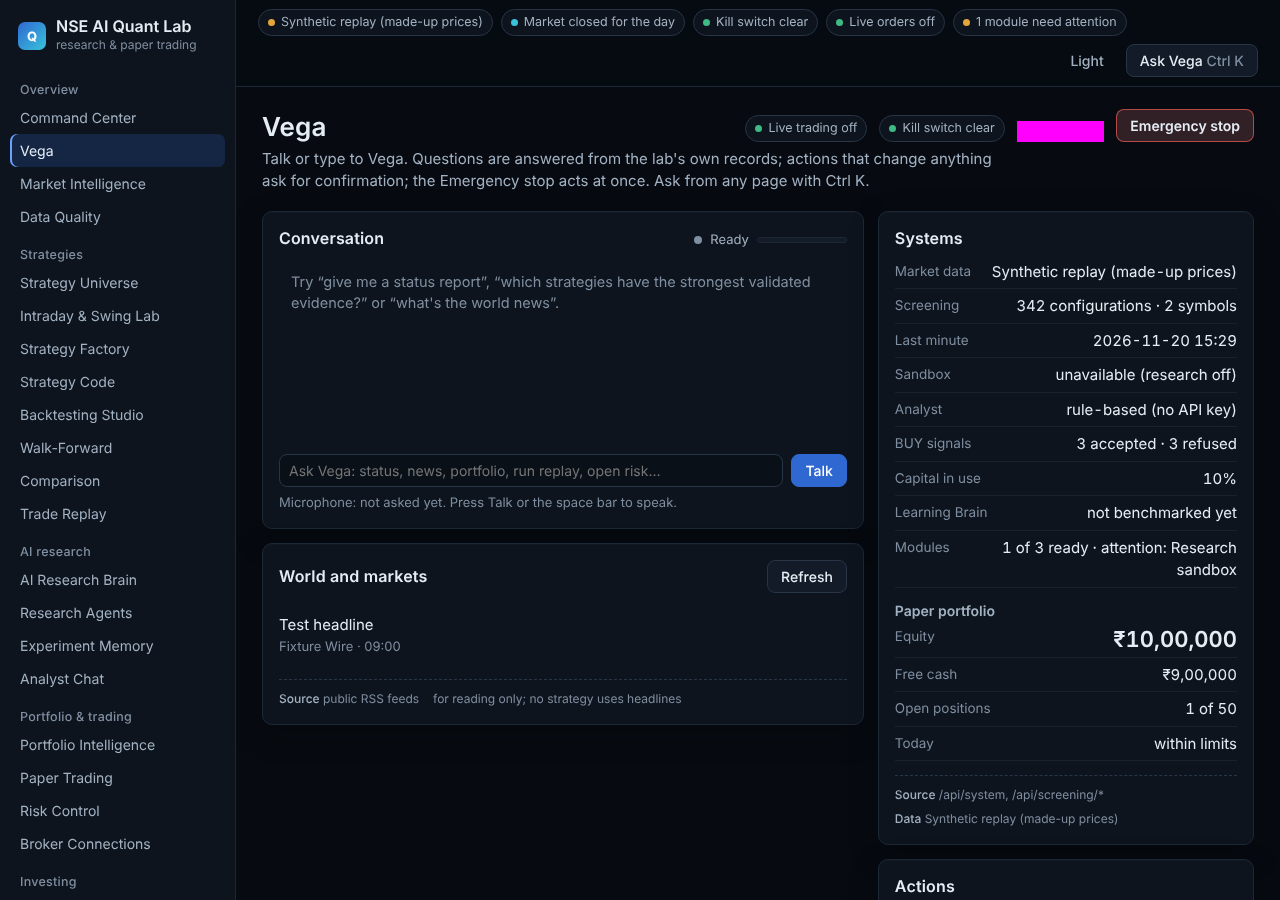 Q
NSE AI Quant Lab
research & paper trading
Overview
Command Center
Vega
Market Intelligence
Data Quality
Strategies
Strategy Universe
Intraday & Swing Lab
Strategy Factory
Strategy Code
Backtesting Studio
Walk-Forward
Comparison
Trade Replay
AI research
AI Research Brain
Research Agents
Experiment Memory
Analyst Chat
Portfolio & trading
Portfolio Intelligence
Paper Trading
Risk Control
Broker Connections
Investing
Synthetic replay (made-up prices)
Market closed for the day
Kill switch clear
Live orders off
1 module need attention
Light
Ask Vega Ctrl K
Vega
Live trading off
Kill switch clear
Emergency stop
Talk or type to Vega. Questions are answered from the lab's own records; actions that change anything
ask for confirmation; the Emergency stop acts at once. Ask from any page with Ctrl K.
Conversation
Ready
Try “give me a status report”, “which strategies have the strongest validated
evidence?” or “what's the world news”.
Ask Vega: status, news, portfolio, run replay, open risk...
Talk
Microphone: not asked yet. Press Talk or the space bar to speak.
World and markets
Refresh
Test headline
Fixture Wire · 09:00
Source public RSS feeds for reading only; no strategy uses headlines
Systems
Market data Synthetic replay (made-up prices)
Screening 342 configurations · 2 symbols
Last minute 2026-11-20 15:29
Sandbox unavailable (research off)
Analyst rule-based (no API key)
BUY signals 3 accepted · 3 refused
Capital in use 10%
Learning Brain not benchmarked yet
Modules 1 of 3 ready · attention: Research
sandbox
Paper portfolio
Equity ₹10,00,000
Free cash ₹9,00,000
Open positions 1 of 50
Today within limits
Source /api/system, /api/screening/*
Data Synthetic replay (made-up prices)
Actions